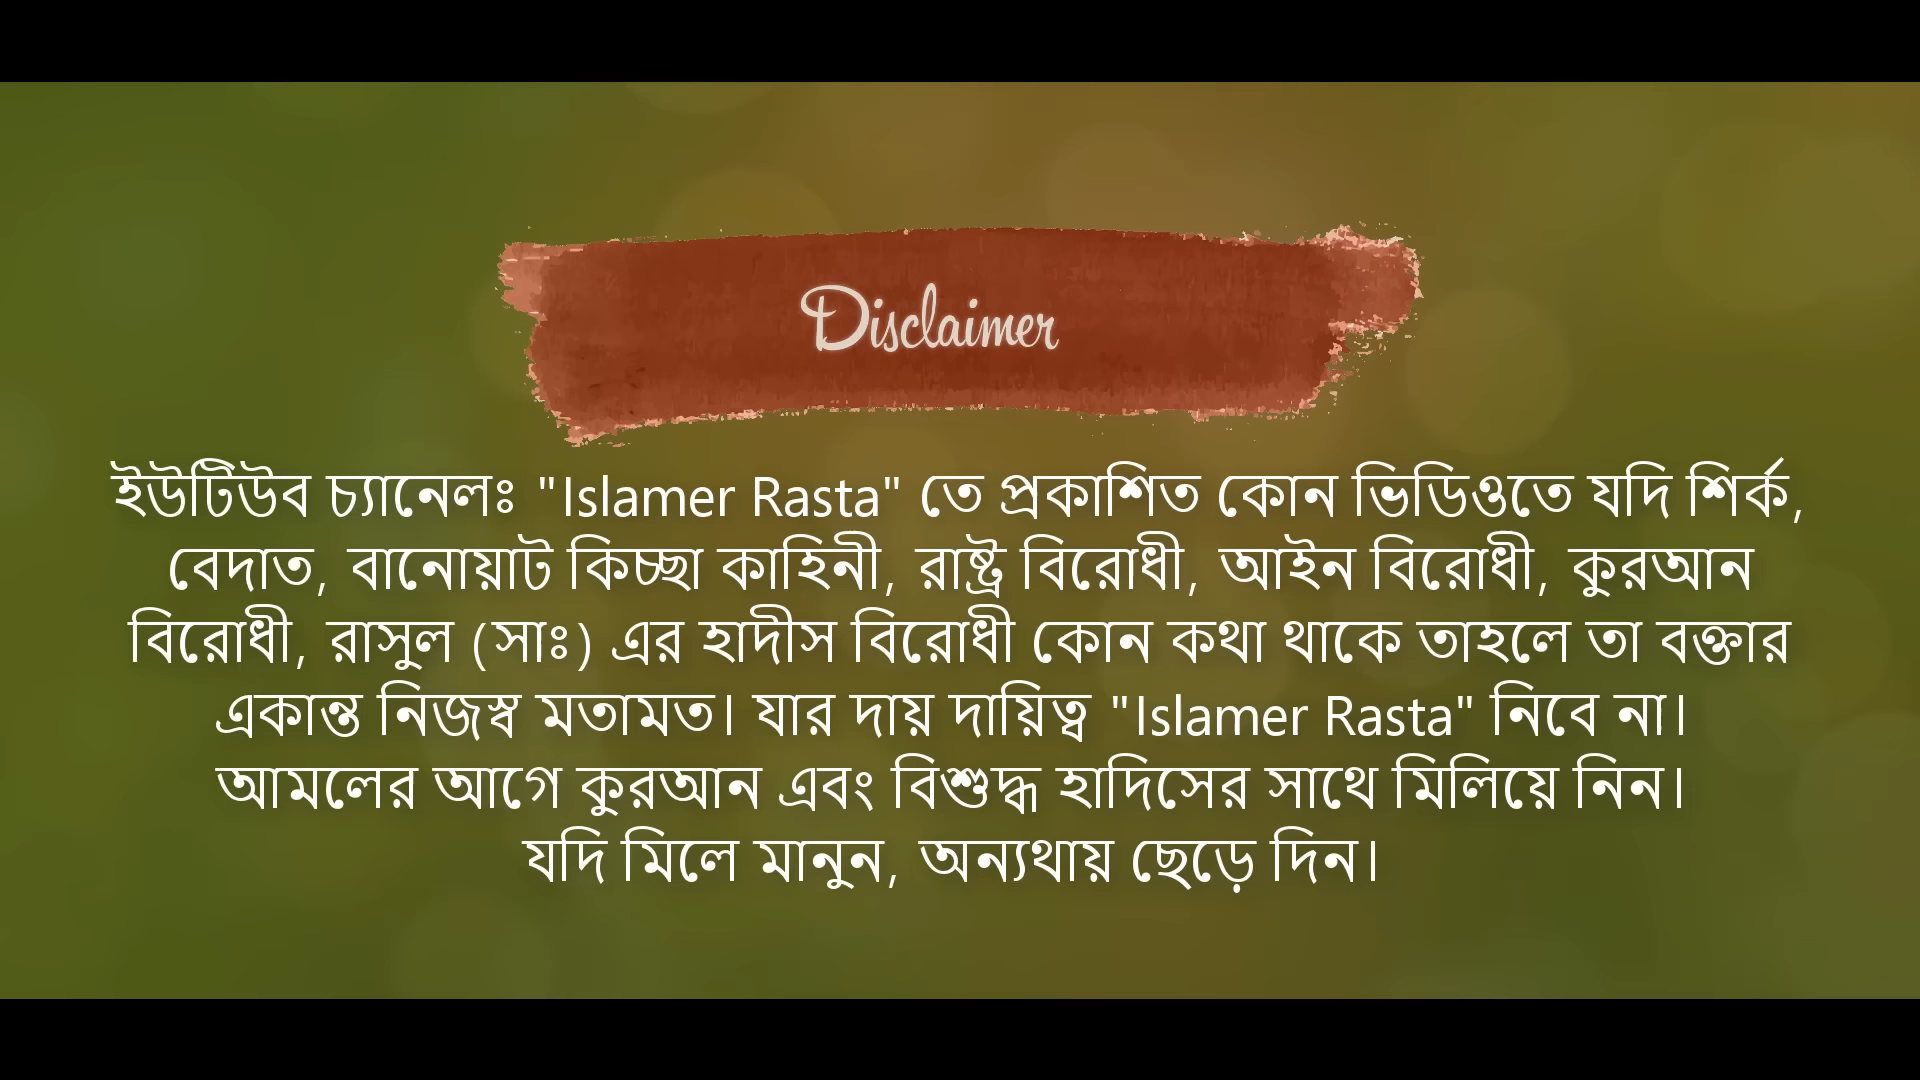 Disclaimer
ইউটিউব চ্যানেলঃ "Islamer Rasta" তে প্রকাশিত কোন ভিডিওতে যদি শির্ক,
বেদাত, বানোয়াট কিচ্ছা কাহিনী, রাষ্ট্র বিরোধী, আইন বিরোধী, কুরআন
বিরোধী, রাসুল (সাঃ) এর হাদীস বিরোধী কোন কথা থাকে তাহলে তা বক্তার
একান্ত নিজস্ব মতামত। যার দায় দায়িত্ব "Islamer Rasta" নিবে না।
আমলের আগে কুরআন এবং বিশুদ্ধ হাদিসের সাথে মিলিয়ে নিন।
যদি মিলে মানুন, অন্যথায় ছেড়ে দিন।